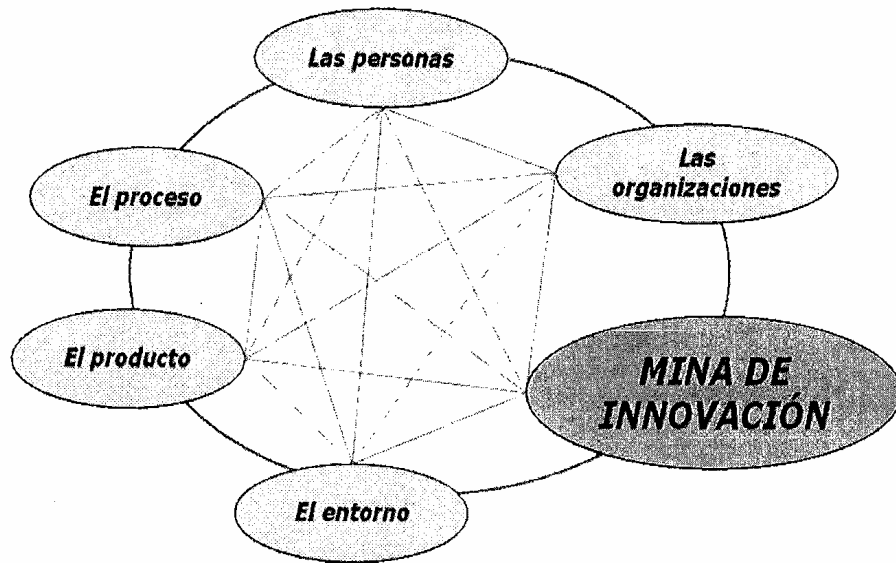 Las personas
Las
organizaciones
El proceso
El producto
MINA DE
INNOVACIÓN
El entorno